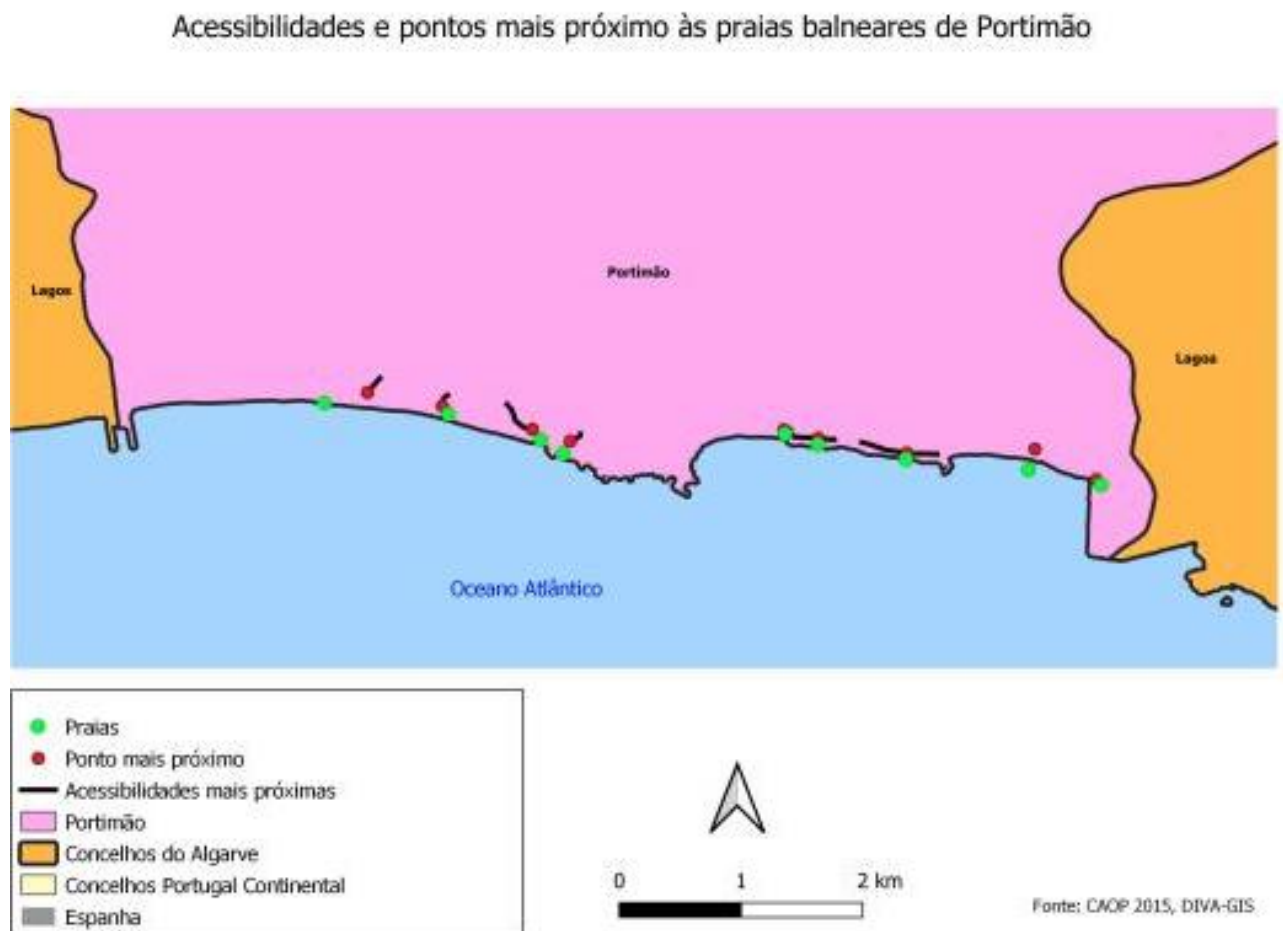 Acessibilidades e pontos mais próximo às praias balneares de Portimão
Portimão
Lagos
Lagoa
Oceano Atlântico
Praias
Ponto mais próximo
Acessibilidades mais próximas
Portimão
Concelhos do Algarve
Concelhos Portugal Continental
Espanha
0 1 2 km
Fonte: CAOP 2015, DIVA-GIS